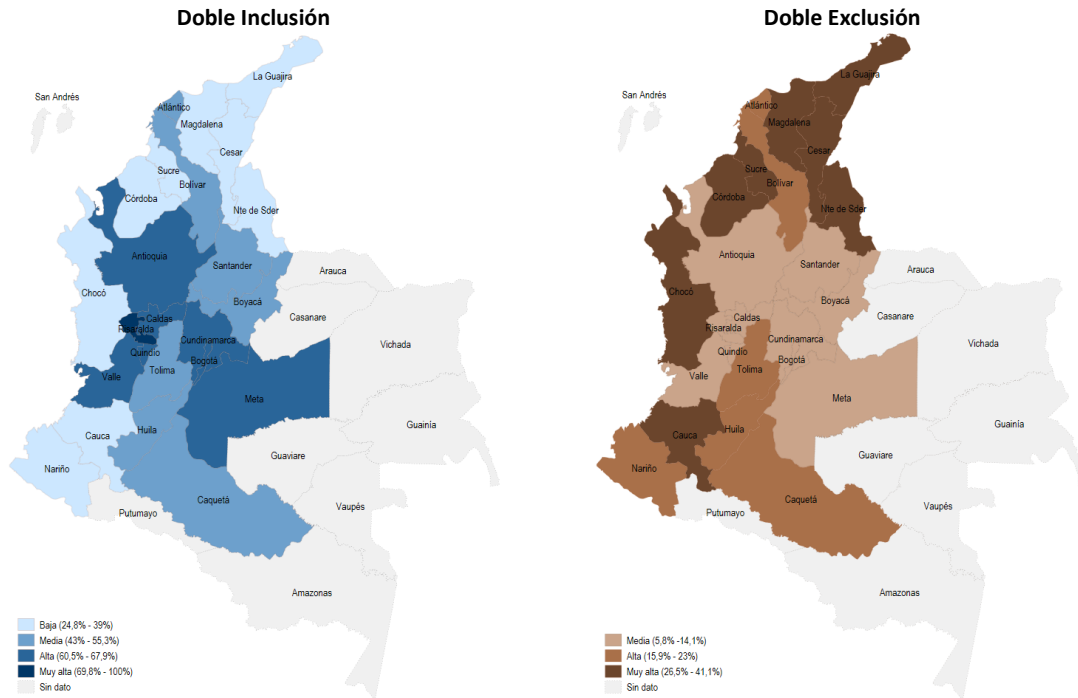 Doble Inclusión
La Guajira
San Andrés
Atlántico
Magdalena
Cesar
Sucre
Bolívar
Córdoba
Nte de Sder
Antioquia
Santander
Arauca
Chocó
Boyacá
Casanare
Caldas
Risaralda
Cundinamarca
Vichada
Quindío
Bogotá
Tolima
Valle
Meta
Guainía
Huila
Cauca
Guaviare
Nariño
Caquetá
Vaupés
Putumayo
Amazonas
Baja (24,8% - 39%)
Media (43% - 55,3%)
Alta (60,5% - 67,9%)
Muy alta (69,8% - 100%)
Sin dato
Doble Exclusión
La Guajira
San Andrés
Atlántico
Magdalena
Cesar
Sucre
Bolívar
Córdoba
Nte de Sder
Antioquia
Santander
Arauca
Chocó
Boyacá
Casanare
Caldas
Risaralda
Cundinamarca
Vichada
Quindío
Bogotá
Tolima
Valle
Meta
Guainía
Huila
Cauca
Guaviare
Nariño
Caquetá
Vaupés
Putumayo
Amazonas
Media (5,8% -14,1%)
Alta (15,9% - 23%)
Muy alta (26,5% - 41,1%)
Sin dato